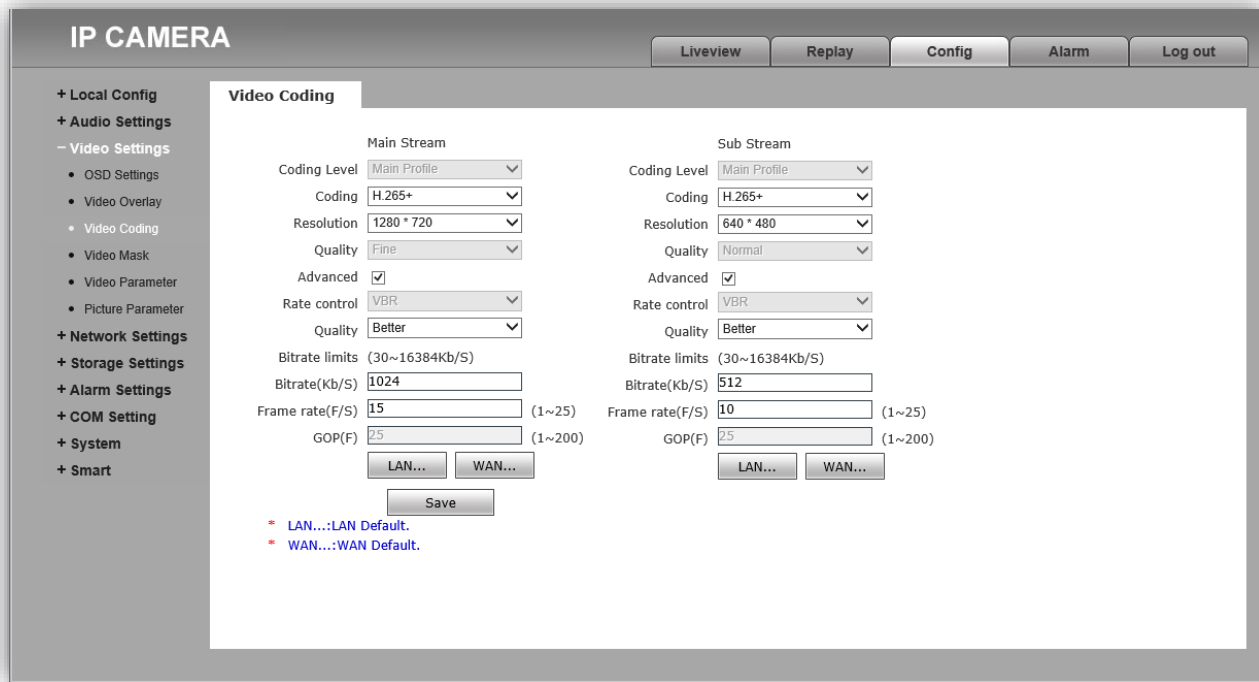 IP CAMERA
Liveview Replay Config Alarm Log out
+ Local Config
+ Audio Settings
− Video Settings
• OSD Settings
• Video Overlay
• Video Coding
• Video Mask
• Video Parameter
• Picture Parameter
+ Network Settings
+ Storage Settings
+ Alarm Settings
+ COM Setting
+ System
+ Smart
Video Coding
Main Stream
Coding Level Main Profile
Coding H.265+
Resolution 1280 * 720
Quality Fine
Advanced
Rate control VBR
Quality Better
Bitrate limits (30~16384Kb/S)
Bitrate(Kb/S) 1024
Frame rate(F/S) 15 (1~25)
GOP(F) 25 (1~200)
LAN... WAN...
Sub Stream
Coding Level Main Profile
Coding H.265+
Resolution 640 * 480
Quality Normal
Advanced
Rate control VBR
Quality Better
Bitrate limits (30~16384Kb/S)
Bitrate(Kb/S) 512
Frame rate(F/S) 10 (1~25)
GOP(F) 25 (1~200)
LAN... WAN...
Save
* LAN...:LAN Default.
* WAN...:WAN Default.